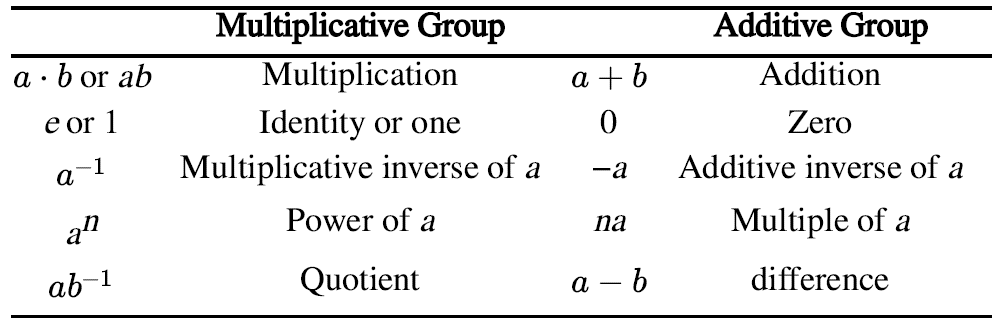 Multiplicative Group Additive Group
a · b or ab Multiplication a + b Addition
e or 1 Identity or one 0 Zero
a⁻¹ Multiplicative inverse of a −a Additive inverse of a
aⁿ Power of a na Multiple of a
ab⁻¹ Quotient a − b difference